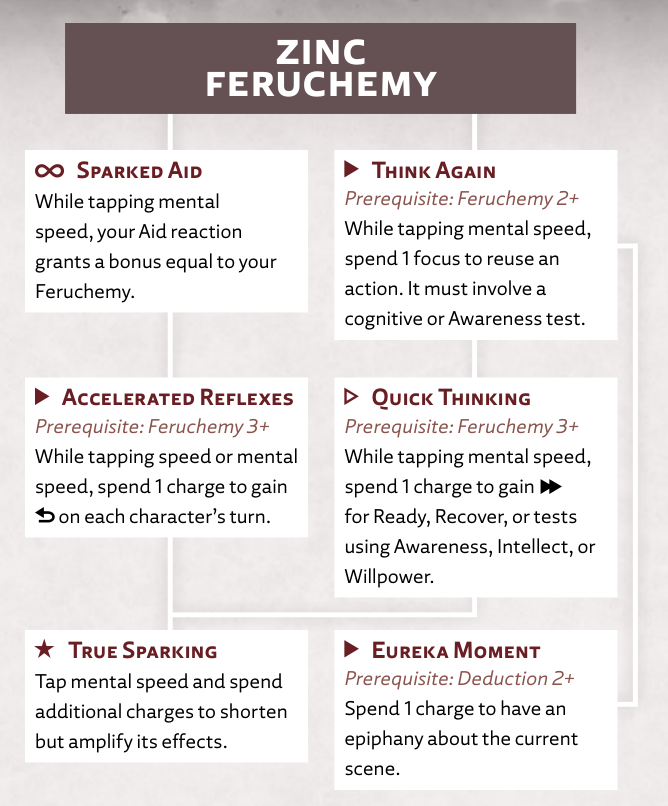 ZINC
FERUCHEMY
∞ Sparked Aid
While tapping mental
speed, your Aid reaction
grants a bonus equal to your
Feruchemy.
▶ Think Again
Prerequisite: Feruchemy 2+
While tapping mental speed,
spend 1 focus to reuse an
action. It must involve a
cognitive or Awareness test.
▶ Accelerated Reflexes
Prerequisite: Feruchemy 3+
While tapping speed or mental
speed, spend 1 charge to gain
↩ on each character's turn.
▷ Quick Thinking
Prerequisite: Feruchemy 3+
While tapping mental speed,
spend 1 charge to gain ▶▶
for Ready, Recover, or tests
using Awareness, Intellect, or
Willpower.
★ True Sparking
Tap mental speed and spend
additional charges to shorten
but amplify its effects.
▶ Eureka Moment
Prerequisite: Deduction 2+
Spend 1 charge to have an
epiphany about the current
scene.